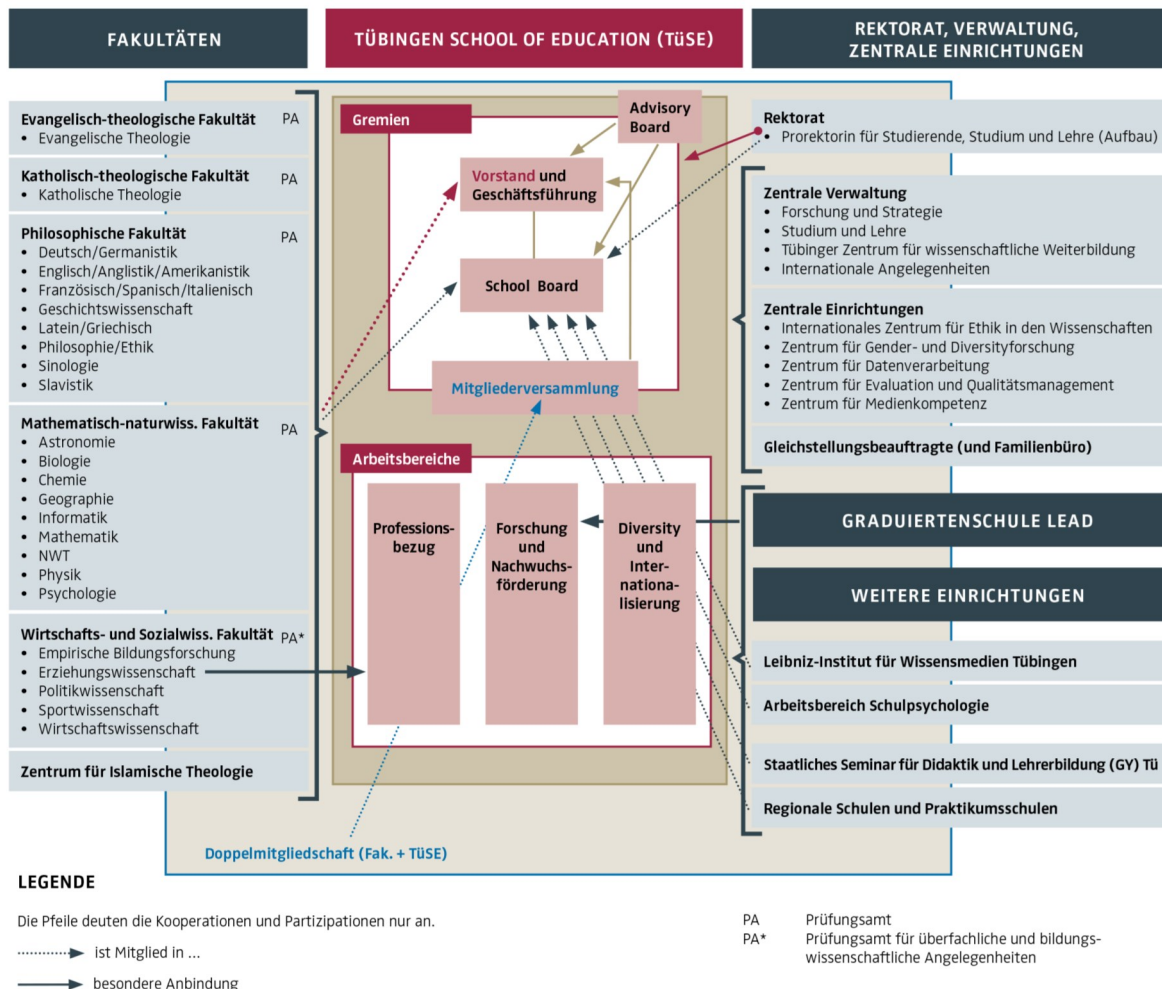 FAKULTÄTEN
TÜBINGEN SCHOOL OF EDUCATION (TüSE)
REKTORAT, VERWALTUNG,
ZENTRALE EINRICHTUNGEN
Evangelisch-theologische Fakultät PA
• Evangelische Theologie
Katholisch-theologische Fakultät PA
• Katholische Theologie
Philosophische Fakultät PA
• Deutsch/Germanistik
• Englisch/Anglistik/Amerikanistik
• Französisch/Spanisch/Italienisch
• Geschichtswissenschaft
• Latein/Griechisch
• Philosophie/Ethik
• Sinologie
• Slavistik
Mathematisch-naturwiss. Fakultät PA
• Astronomie
• Biologie
• Chemie
• Geographie
• Informatik
• Mathematik
• NWT
• Physik
• Psychologie
Wirtschafts- und Sozialwiss. Fakultät PA*
• Empirische Bildungsforschung
• Erziehungswissenschaft
• Politikwissenschaft
• Sportwissenschaft
• Wirtschaftswissenschaft
Zentrum für Islamische Theologie
Gremien
Advisory
Board
Vorstand und
Geschäftsführung
School Board
Mitgliederversammlung
Arbeitsbereiche
Professions-
bezug
Forschung
und
Nachwuchs-
förderung
Diversity
und
Inter-
nationa-
lisierung
Doppelmitgliedschaft (Fak. + TüSE)
Rektorat
• Prorektorin für Studierende, Studium und Lehre (Aufbau)
Zentrale Verwaltung
• Forschung und Strategie
• Studium und Lehre
• Tübinger Zentrum für wissenschaftliche Weiterbildung
• Internationale Angelegenheiten
Zentrale Einrichtungen
• Internationales Zentrum für Ethik in den Wissenschaften
• Zentrum für Gender- und Diversityforschung
• Zentrum für Datenverarbeitung
• Zentrum für Evaluation und Qualitätsmanagement
• Zentrum für Medienkompetenz
Gleichstellungsbeauftragte (und Familienbüro)
GRADUIERTENSCHULE LEAD
WEITERE EINRICHTUNGEN
Leibniz-Institut für Wissensmedien Tübingen
Arbeitsbereich Schulpsychologie
Staatliches Seminar für Didaktik und Lehrerbildung (GY) Tü
Regionale Schulen und Praktikumsschulen
LEGENDE
Die Pfeile deuten die Kooperationen und Partizipationen nur an.
ist Mitglied in ...
besondere Anbindung
PA Prüfungsamt
PA* Prüfungsamt für überfachliche und bildungs-
wissenschaftliche Angelegenheiten